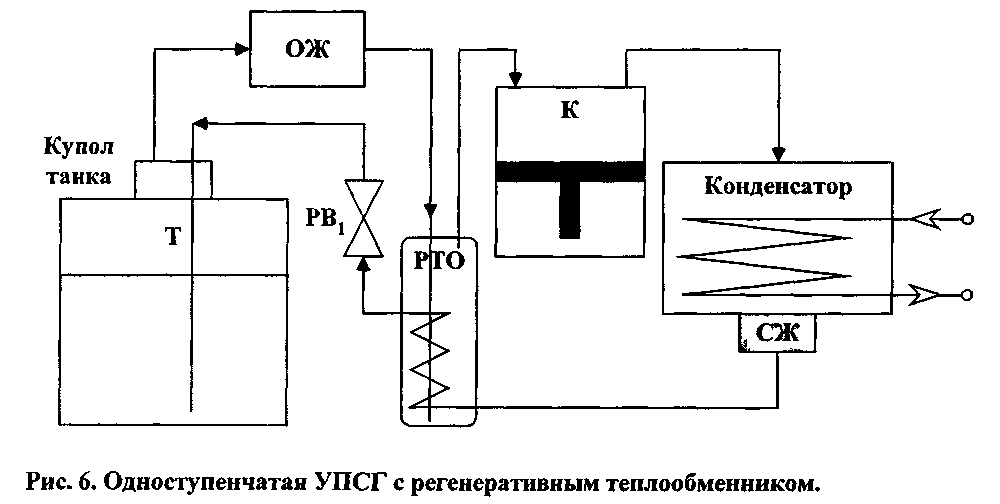 ОЖ
К
Купол
танка
Конденсатор
РВ1
Т
РТО
СЖ
Рис. 6. Одноступенчатая УПСГ с регенеративным теплообменником.